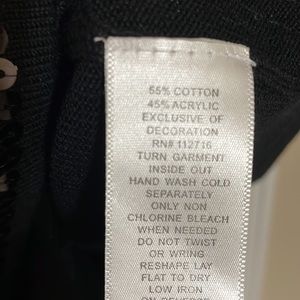 55% COTTON
45% ACRYLIC
EXCLUSIVE OF
DECORATION
RN# 112716
TURN GARMENT
INSIDE OUT
HAND WASH COLD
SEPARATELY
ONLY NON
CHLORINE BLEACH
WHEN NEEDED
DO NOT TWIST
OR WRING
RESHAPE LAY
FLAT TO DRY
LOW IRON